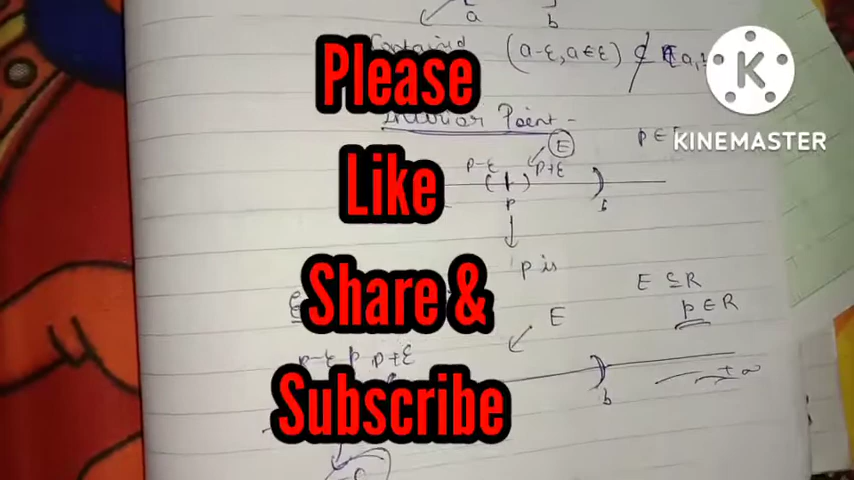 a b
Contained (a-ε, a+ε) ⊄ [a,
KINEMASTER
Interior Point -
E
p ∈
p-ε p+ε
p
p is
E ⊆ R
p ∈ R
E
p-ε p p+ε
b
+∞
Please
Like
Share &
Subscribe